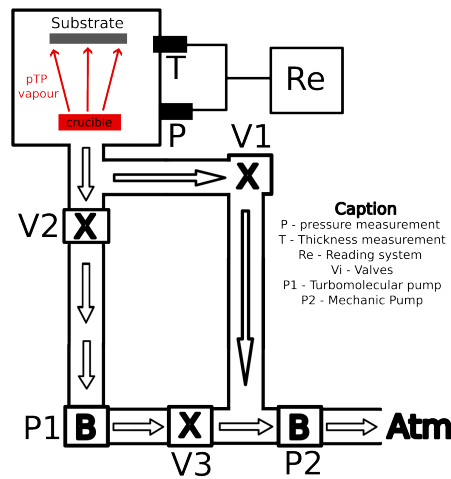 Substrate
pTP
vapour
crucible
T
P
Re
V1
X
V2
X
Caption
P - pressure measurement
T - Thickness measurement
Re - Reading system
Vi - Valves
P1 - Turbomolecular pump
P2 - Mechanic Pump
P1
B
X
B
Atm
V3
P2